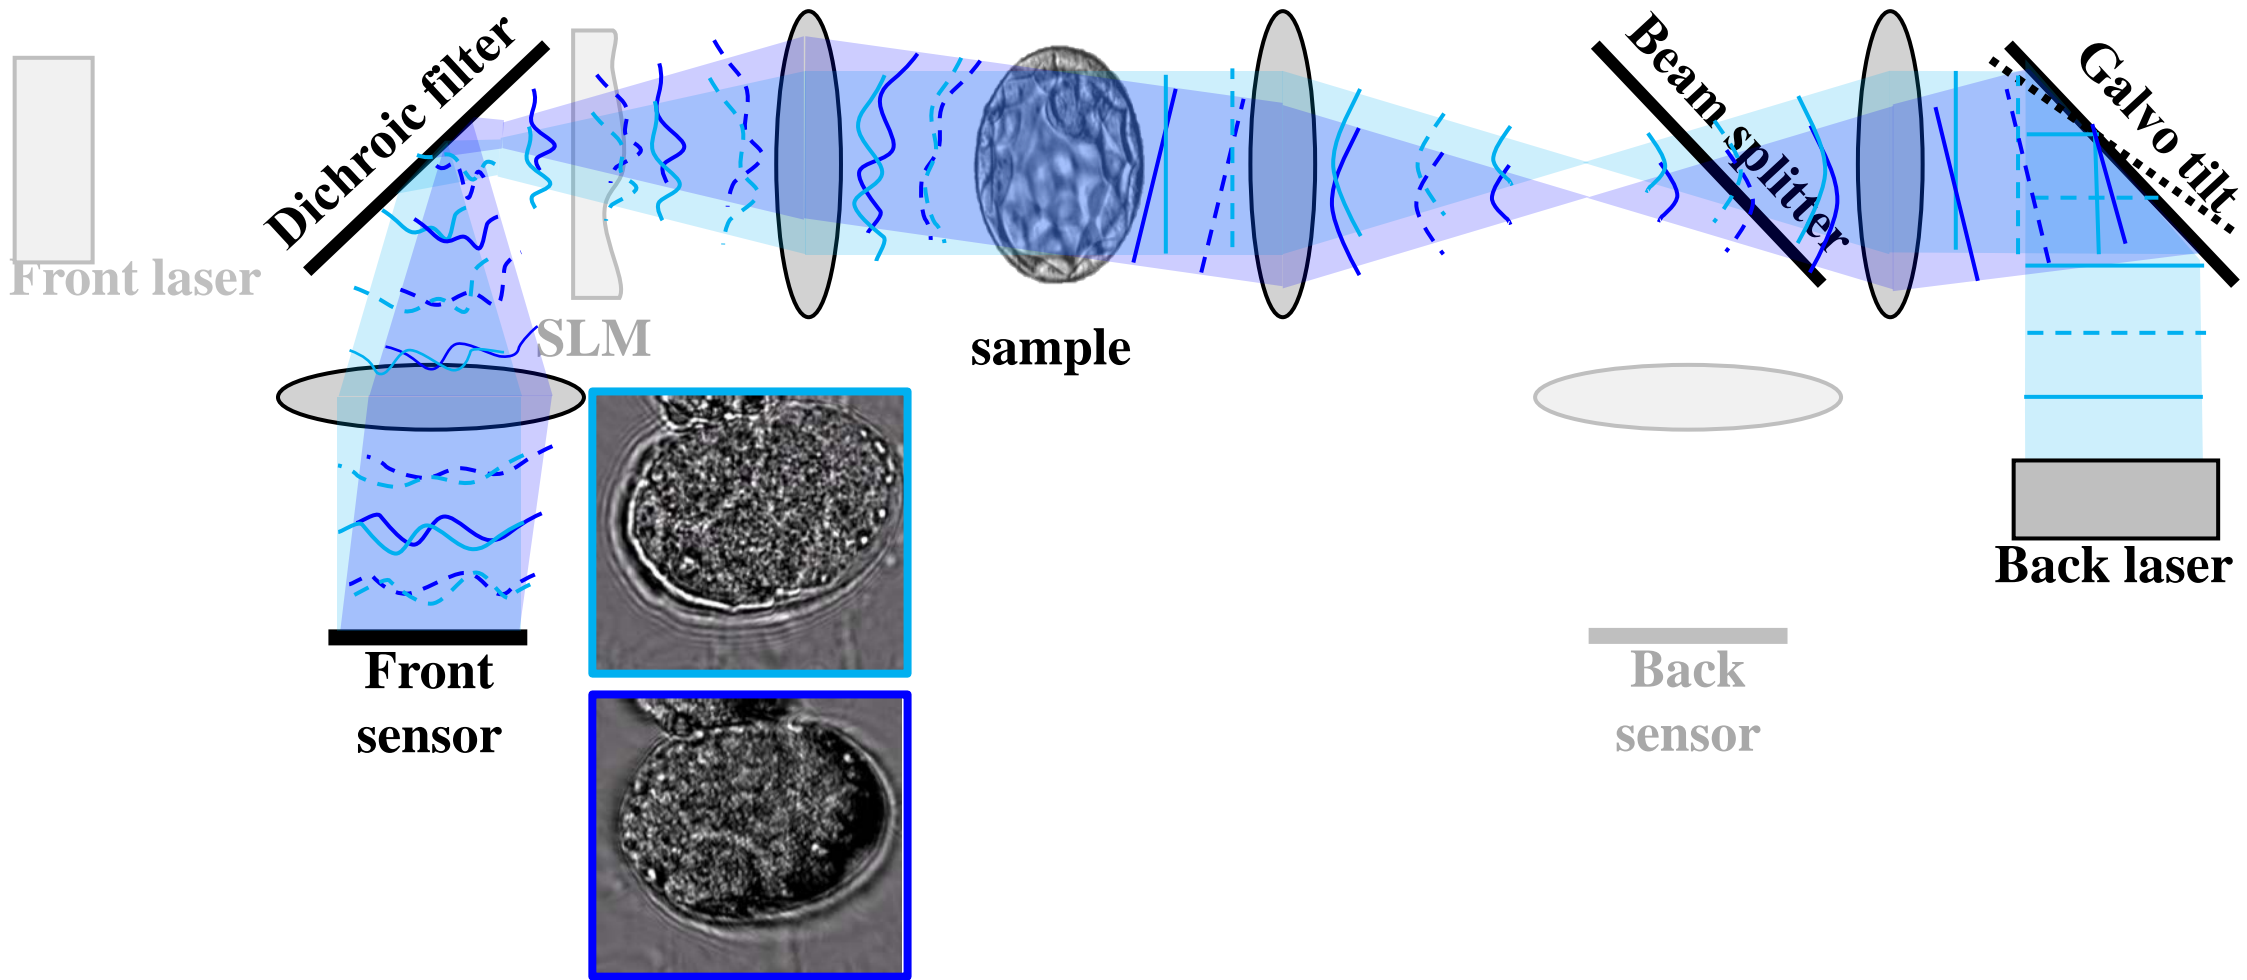 Dichroic filter
Beam splitter
Galvo tilt
Front laser
SLM
sample
Back laser
Front
sensor
Back
sensor